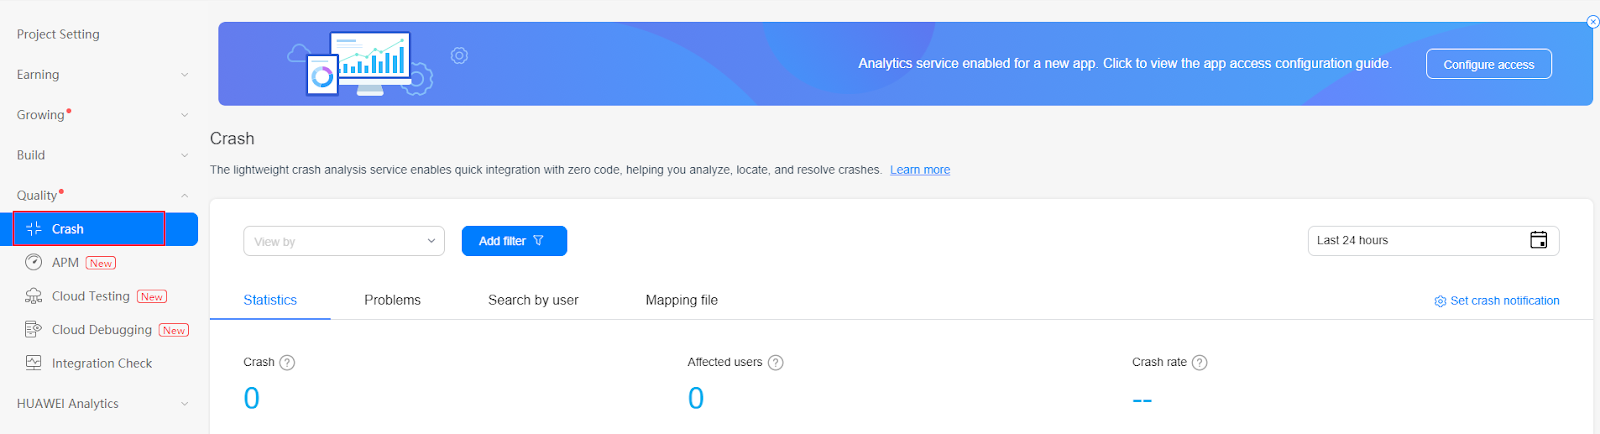 Project Setting
Earning
Growing
Build
Quality
Crash
APM New
Cloud Testing New
Cloud Debugging New
Integration Check
HUAWEI Analytics
Analytics service enabled for a new app. Click to view the app access configuration guide.
Configure access
Crash
The lightweight crash analysis service enables quick integration with zero code, helping you analyze, locate, and resolve crashes. Learn more
View by
Add filter
Last 24 hours
Statistics
Problems
Search by user
Mapping file
Set crash notification
Crash ?
0
Affected users ?
0
Crash rate ?
--